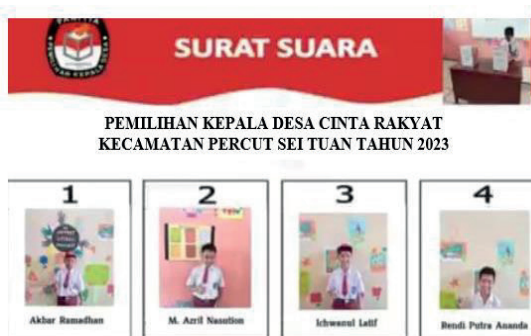 SURAT SUARA
PEMILIHAN KEPALA DESA CINTA RAKYAT
KECAMATAN PERCUT SEI TUAN TAHUN 2023
1
2
3
4
Akbar Ramadhan
M. Azril Nasution
Ichwanul Latif
Rendi Putra Ananda